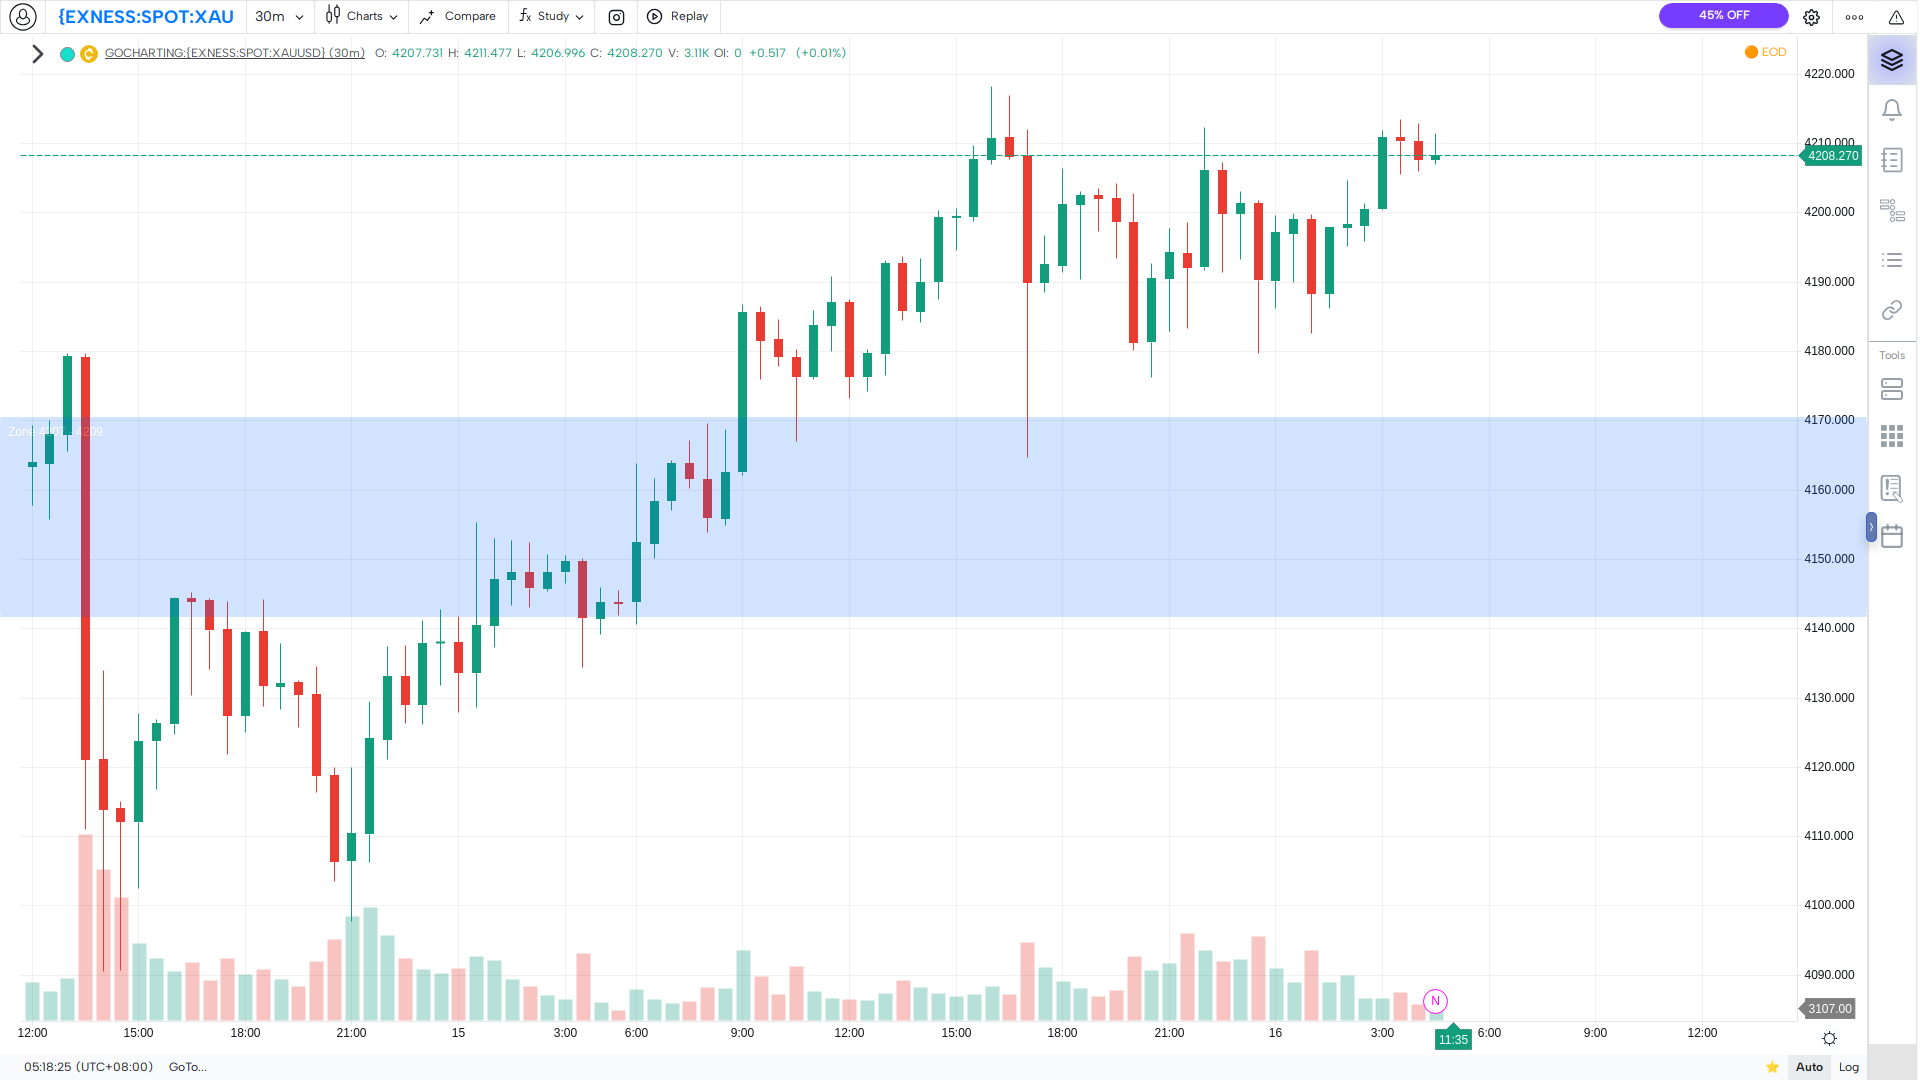 {EXNESS:SPOT:XAU 30m Charts Compare fx Study Replay 45% OFF
GOCHARTING:{EXNESS:SPOT:XAUUSD} (30m) O: 4207.731 H: 4211.477 L: 4206.996 C: 4208.270 V: 3.11K OI: 0 +0.517 (+0.01%) EOD
4220.000
4210.000
4208.270
4200.000
4190.000
4180.000
Tools
4170.000
Zone 4207 - 4209
4160.000
4150.000
4140.000
4130.000
4120.000
4110.000
4100.000
4090.000
N
3107.00
12:00 15:00 18:00 21:00 15 3:00 6:00 9:00 12:00 15:00 18:00 21:00 16 3:00 6:00 9:00 12:00
11:35
05:18:25 (UTC+08:00) GoTo... Auto Log